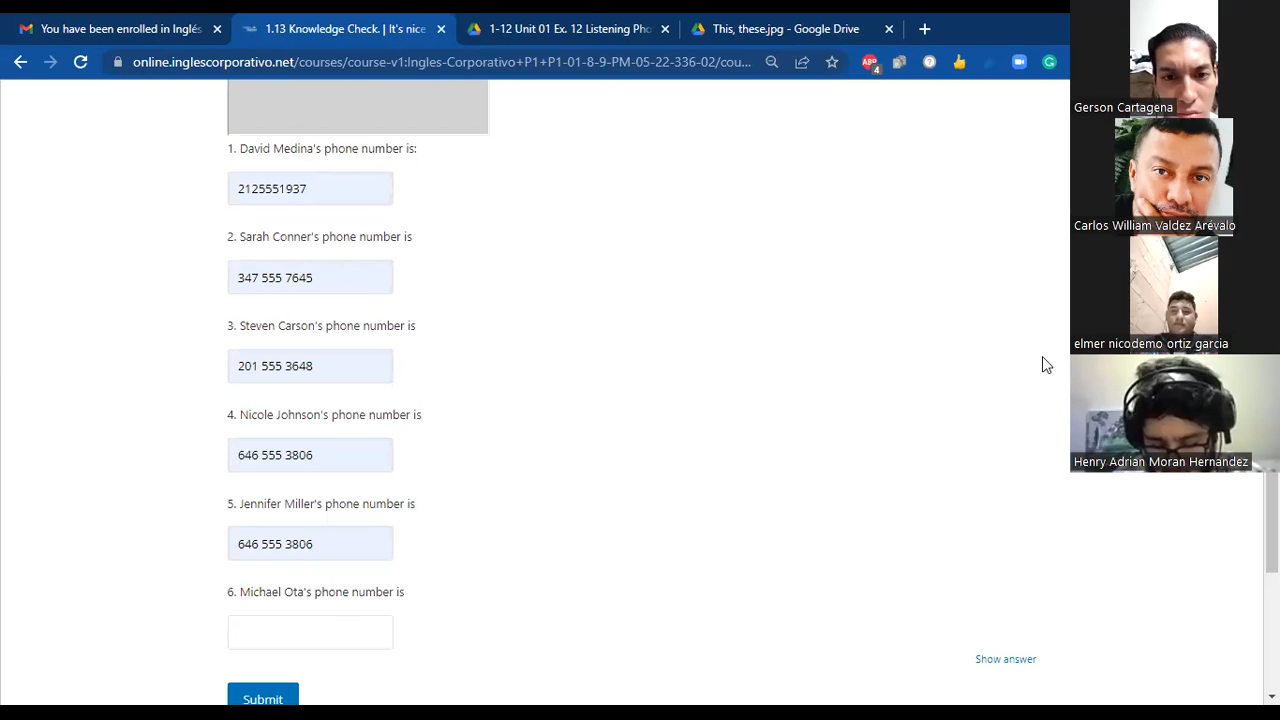 You have been enrolled in Inglés
1.13 Knowledge Check. | It's nice
1-12 Unit 01 Ex. 12 Listening Pho
This, these.jpg - Google Drive
online.inglescorporativo.net/courses/course-v1:Ingles-Corporativo+P1+P1-01-8-9-PM-05-22-336-02/cou...
ABP
4
1. David Medina's phone number is:
2125551937
2. Sarah Conner's phone number is
347 555 7645
3. Steven Carson's phone number is
201 555 3648
4. Nicole Johnson's phone number is
646 555 3806
5. Jennifer Miller's phone number is
646 555 3806
6. Michael Ota's phone number is
Show answer
Submit
Gerson Cartagena
Carlos William Valdez Arévalo
elmer nicodemo ortiz garcia
Henry Adrian Moran Hernandez